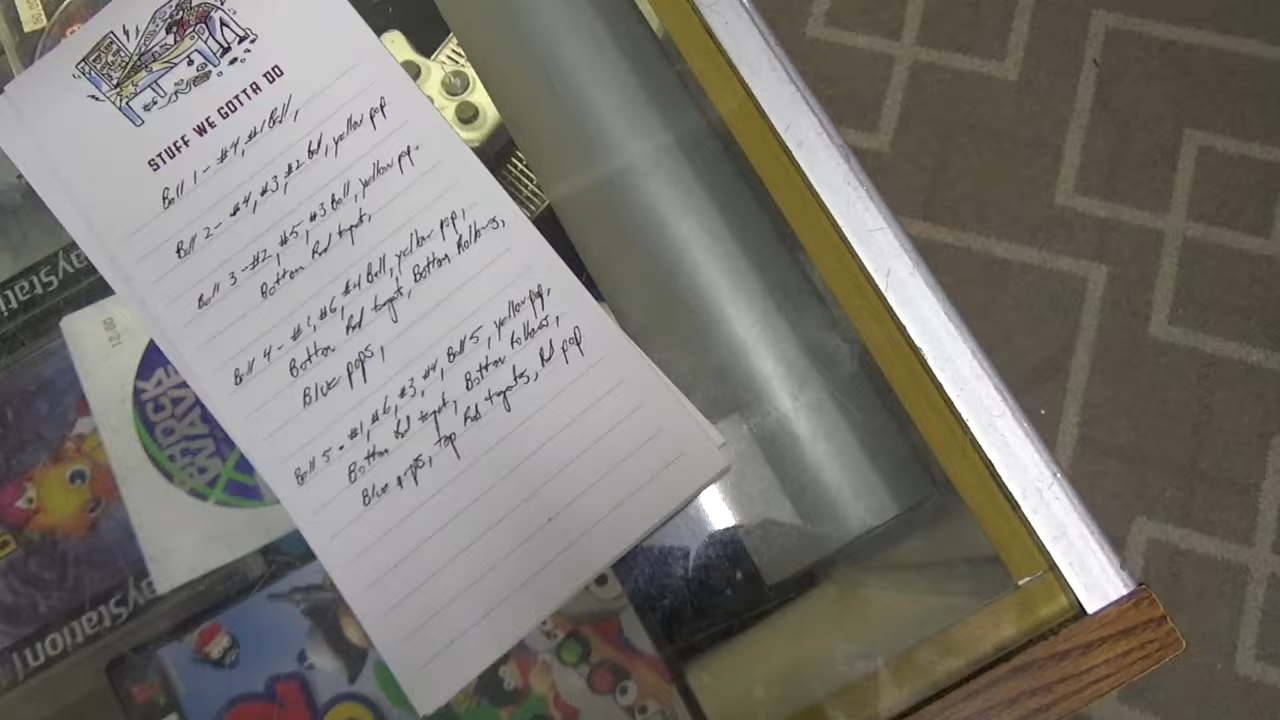 STUFF WE GOTTA DO
Ball 1 - #4, #1 Ball,
Ball 2 - #4, #3, #2 Ball, yellow pop
Ball 3 - #2, #5, #3 Ball, yellow pop,
Bottom Red target,
Ball 4 - #2, #6, #4 Ball, yellow pop,
Bottom Red target, Bottom Rollovers,
Blue pops,
Ball 5 - #1, #6, #3, #4, Ball 5, yellow pop,
Bottom Red target, Bottom
Blue pops, Top Red targets, Red pop
12.00
PlayStation
WARCK
WAVE
PlayStation